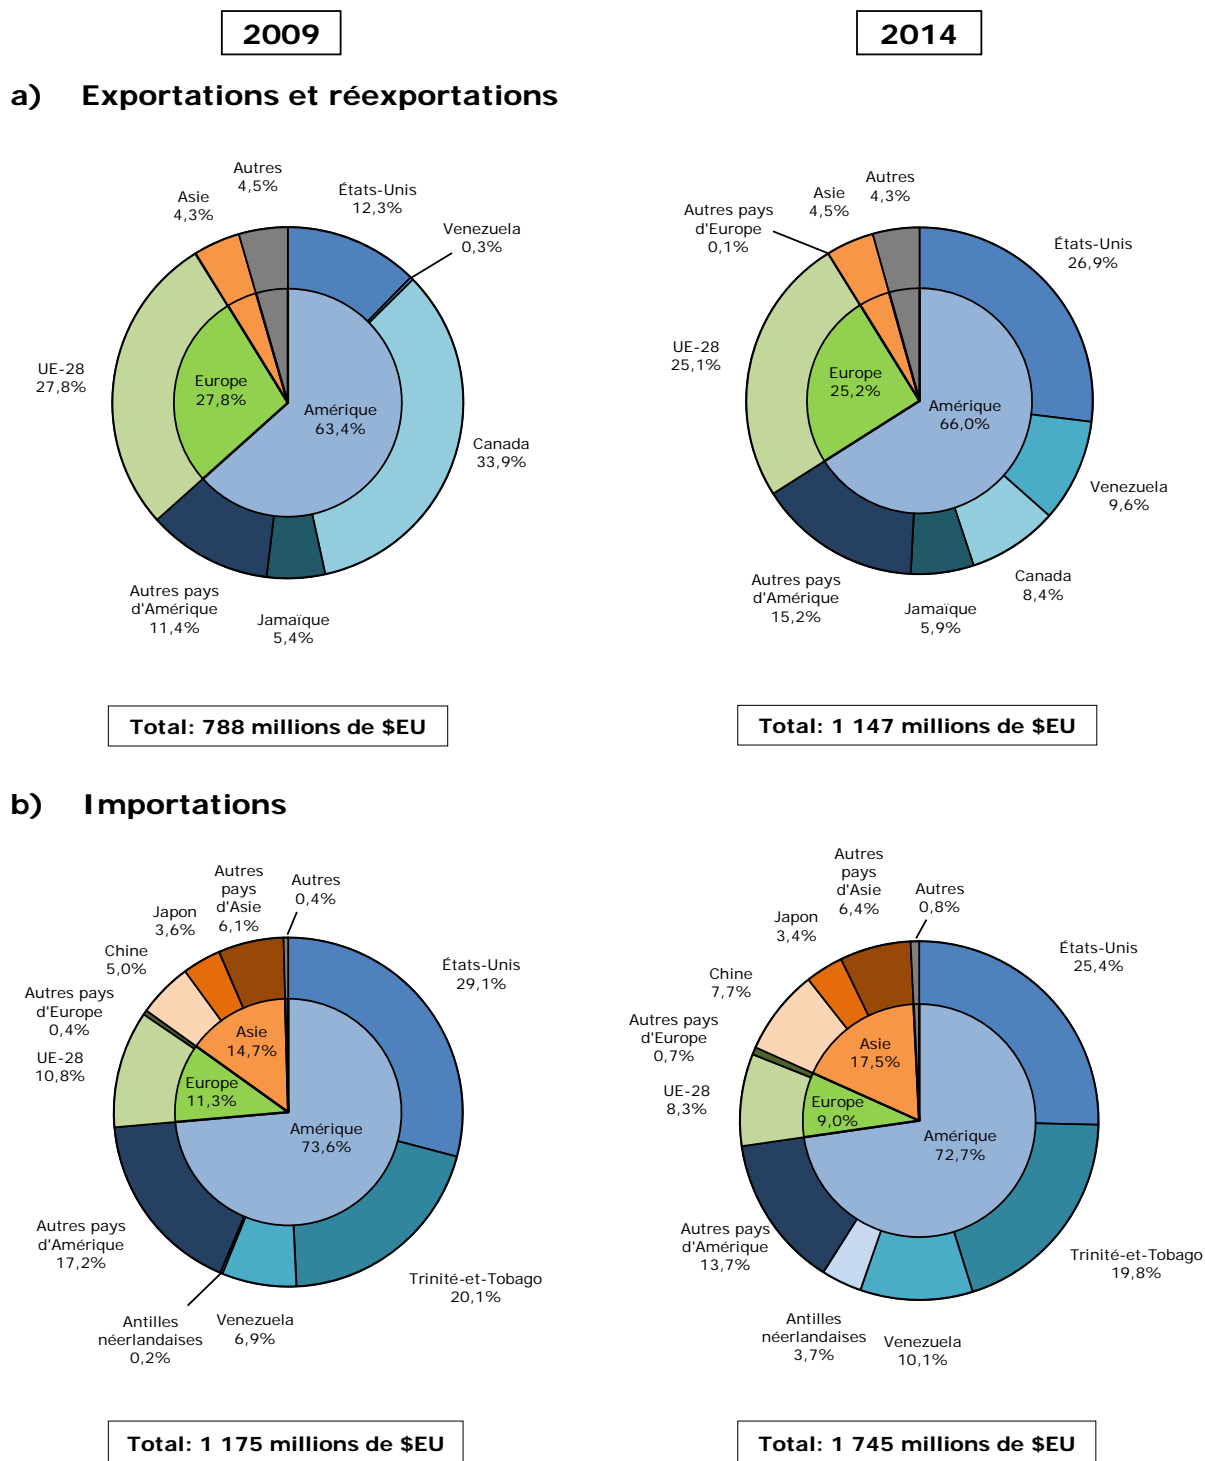 2009
2014
a) Exportations et réexportations
Autres
4,5%
Asie
4,3%
États-Unis
12,3%
Venezuela
0,3%
UE-28
27,8%
Europe
27,8%
Amérique
63,4%
Canada
33,9%
Autres pays
d'Amérique
11,4%
Jamaïque
5,4%
Total: 788 millions de $EU
Autres
4,3%
Asie
4,5%
Autres pays
d'Europe
0,1%
États-Unis
26,9%
UE-28
25,1%
Europe
25,2%
Amérique
66,0%
Venezuela
9,6%
Canada
8,4%
Autres pays
d'Amérique
15,2%
Jamaïque
5,9%
Total: 1 147 millions de $EU
b) Importations
Autres
pays
d'Asie
6,1%
Autres
0,4%
Japon
3,6%
Chine
5,0%
États-Unis
29,1%
Autres pays
d'Europe
0,4%
Asie
14,7%
UE-28
10,8%
Europe
11,3%
Amérique
73,6%
Autres pays
d'Amérique
17,2%
Trinité-et-Tobago
20,1%
Antilles
néerlandaises
0,2%
Venezuela
6,9%
Total: 1 175 millions de $EU
Autres
pays
d'Asie
6,4%
Autres
0,8%
Japon
3,4%
États-Unis
25,4%
Chine
7,7%
Autres pays
d'Europe
0,7%
Asie
17,5%
UE-28
8,3%
Europe
9,0%
Amérique
72,7%
Autres pays
d'Amérique
13,7%
Trinité-et-Tobago
19,8%
Antilles
néerlandaises
3,7%
Venezuela
10,1%
Total: 1 745 millions de $EU